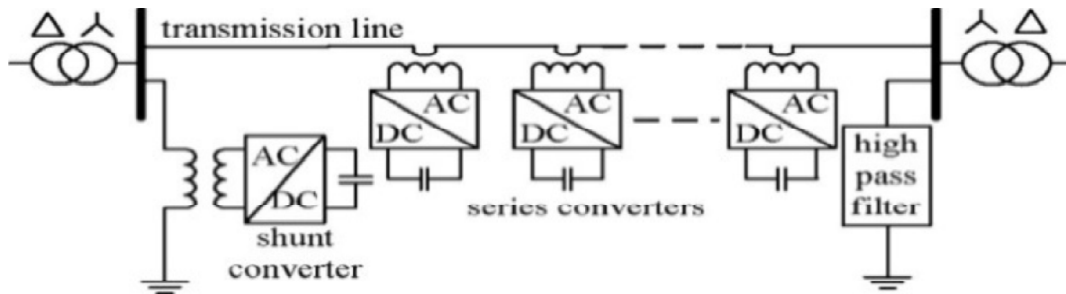 transmission line
AC
DC
AC
DC
AC
DC
AC
DC
high
pass
filter
series converters
shunt
converter